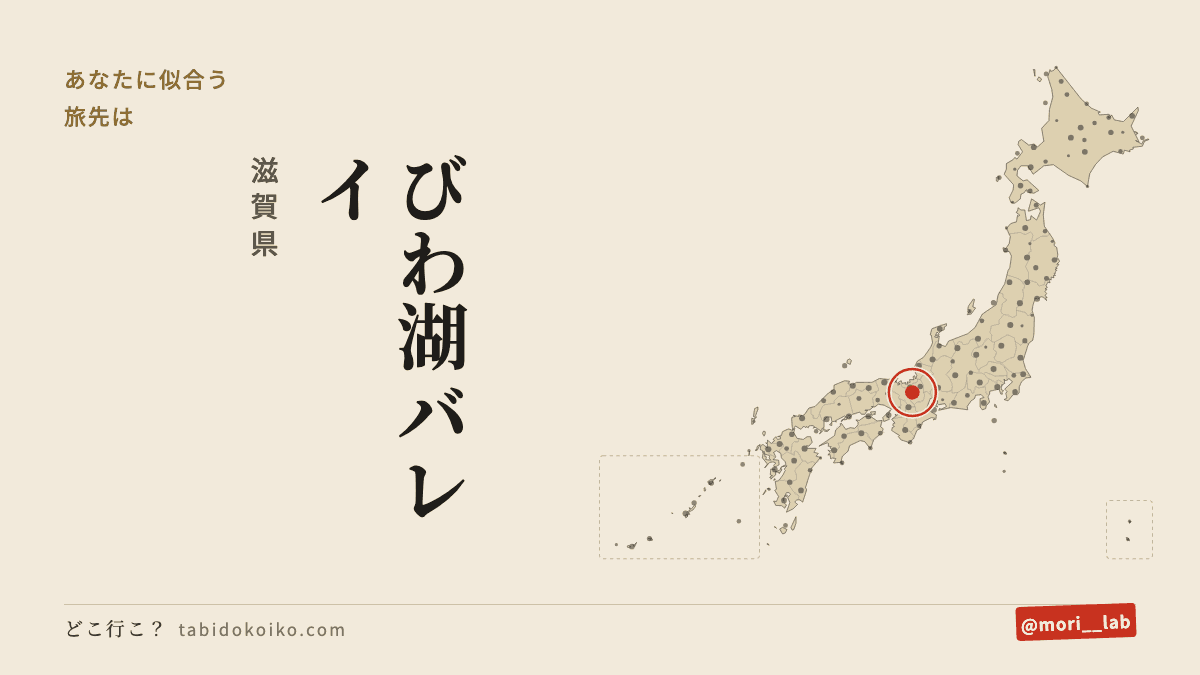 あなたに似合う
旅先は
びわ湖バレ
イ
滋賀県
どこ行こ？ tabidokoiko.com
@mori__lab